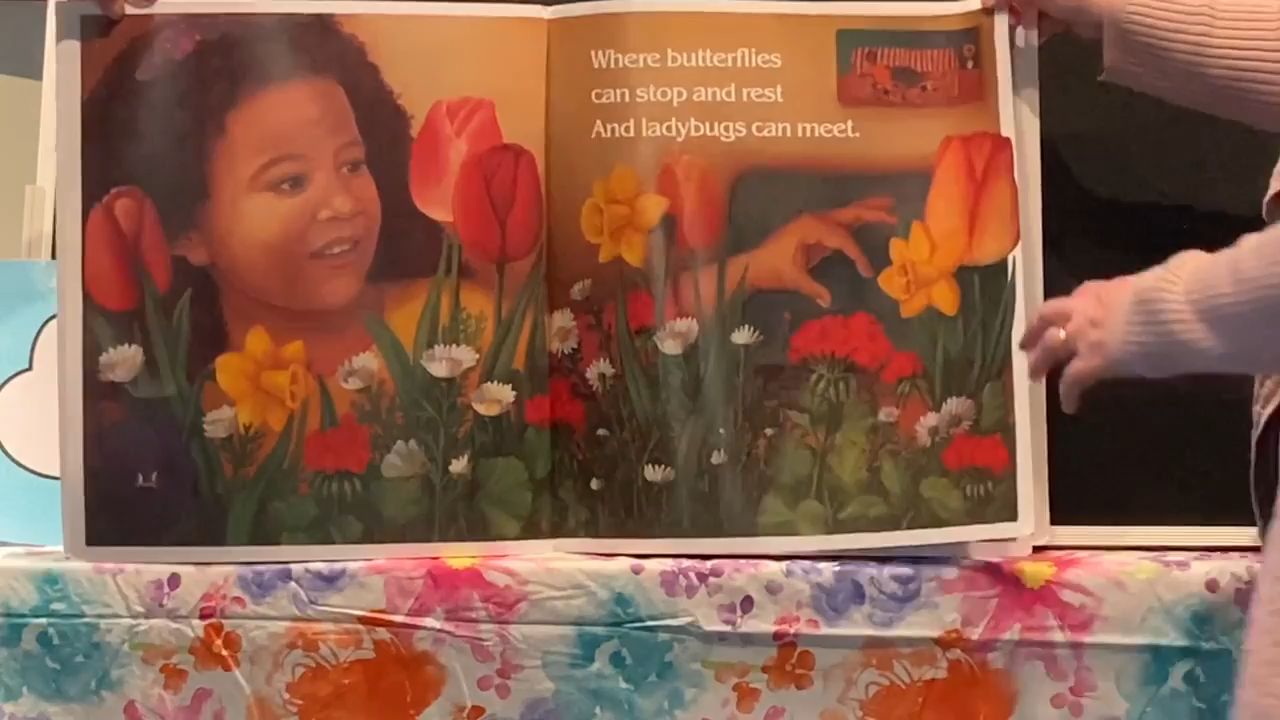 Where butterflies
can stop and rest
And ladybugs can meet.